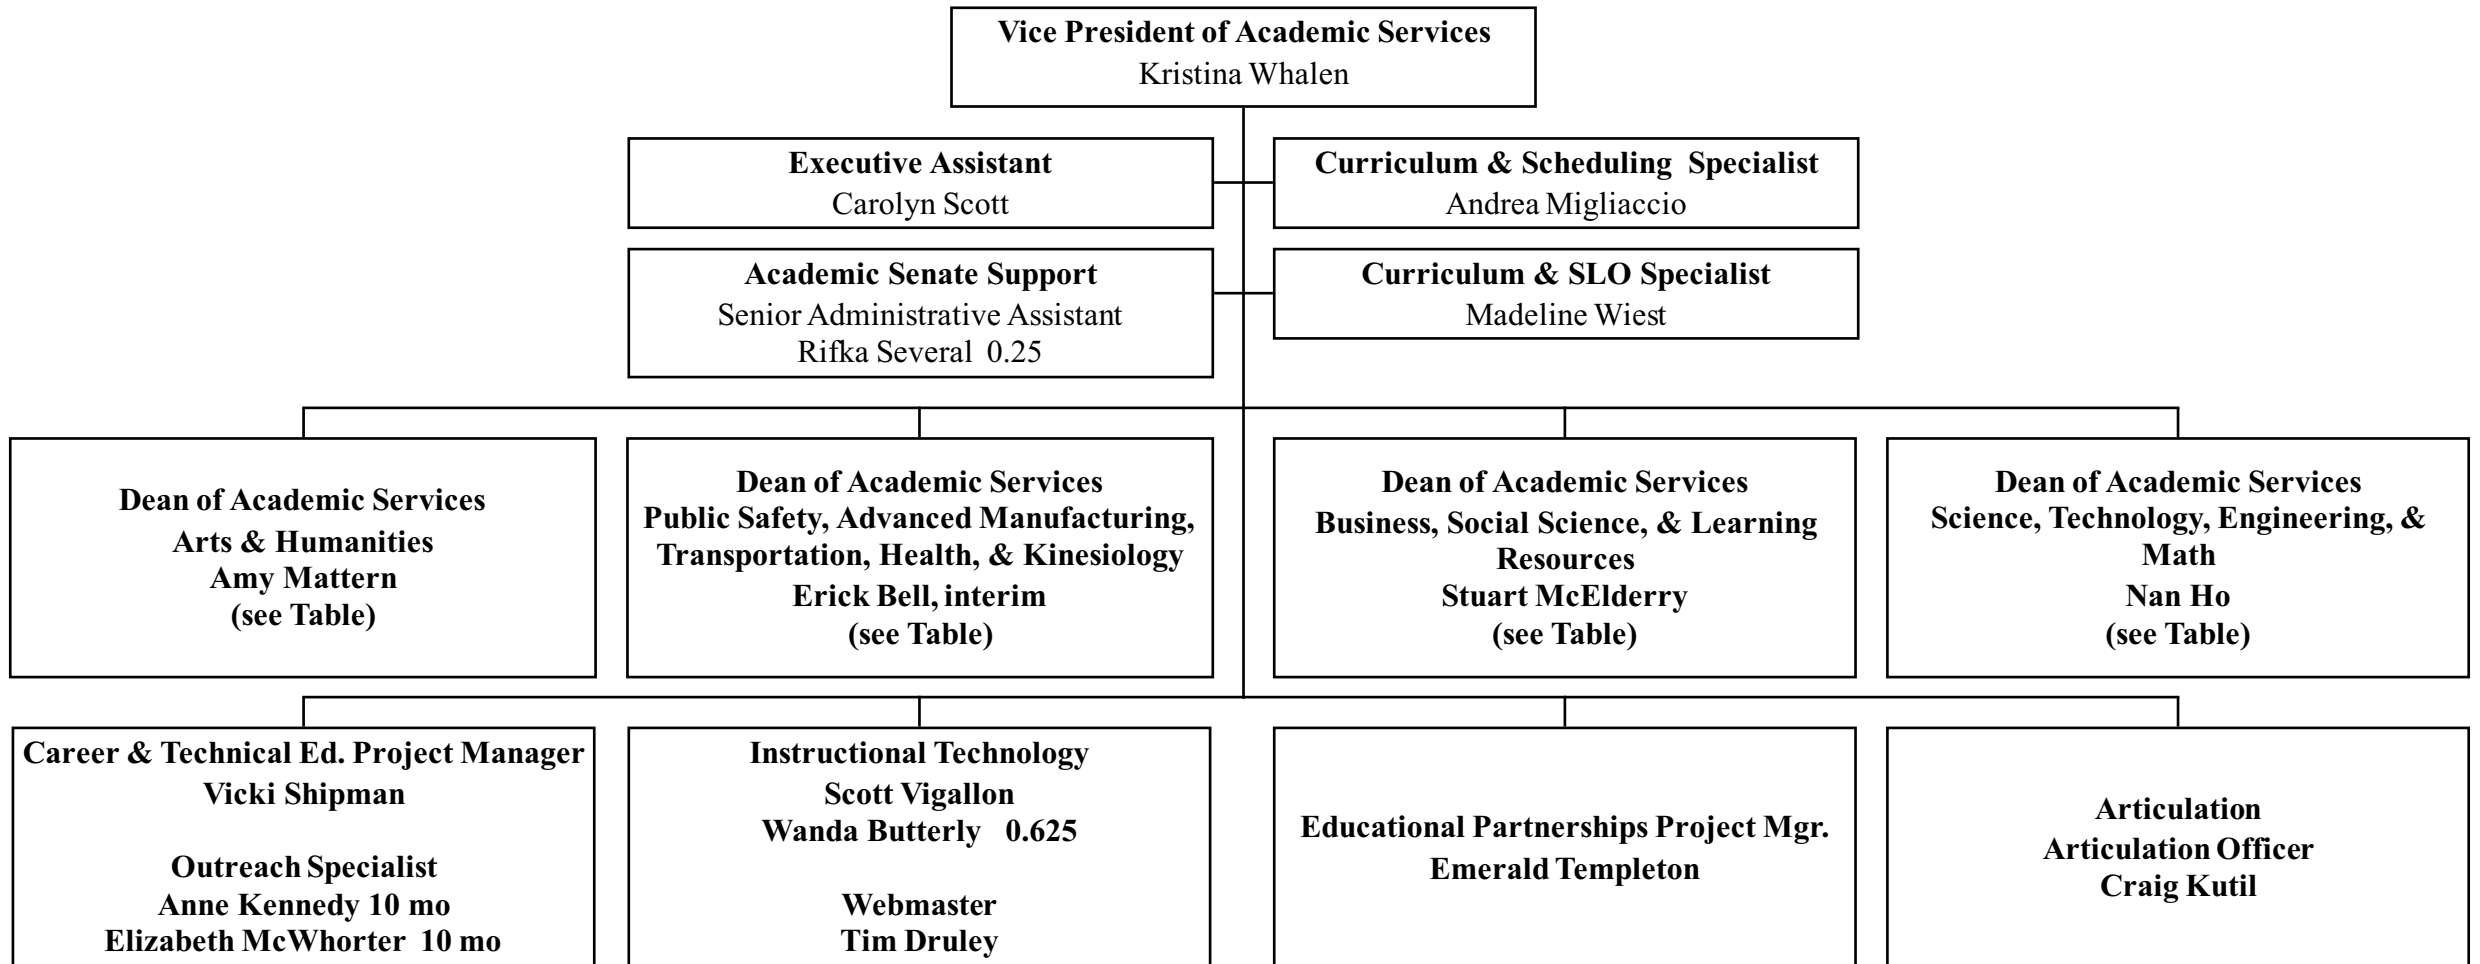 Vice President of Academic Services
Kristina Whalen
Executive Assistant
Carolyn Scott
Curriculum & Scheduling Specialist
Andrea Migliaccio
Academic Senate Support
Senior Administrative Assistant
Rifka Several 0.25
Curriculum & SLO Specialist
Madeline Wiest
Dean of Academic Services
Arts & Humanities
Amy Mattern
(see Table)
Dean of Academic Services
Public Safety, Advanced Manufacturing,
Transportation, Health, & Kinesiology
Erick Bell, interim
(see Table)
Dean of Academic Services
Business, Social Science, & Learning
Resources
Stuart McElderry
(see Table)
Dean of Academic Services
Science, Technology, Engineering, &
Math
Nan Ho
(see Table)
Career & Technical Ed. Project Manager
Vicki Shipman
Outreach Specialist
Anne Kennedy 10 mo
Elizabeth McWhorter 10 mo
Instructional Technology
Scott Vigallon
Wanda Butterly 0.625
Webmaster
Tim Druley
Educational Partnerships Project Mgr.
Emerald Templeton
Articulation
Articulation Officer
Craig Kutil